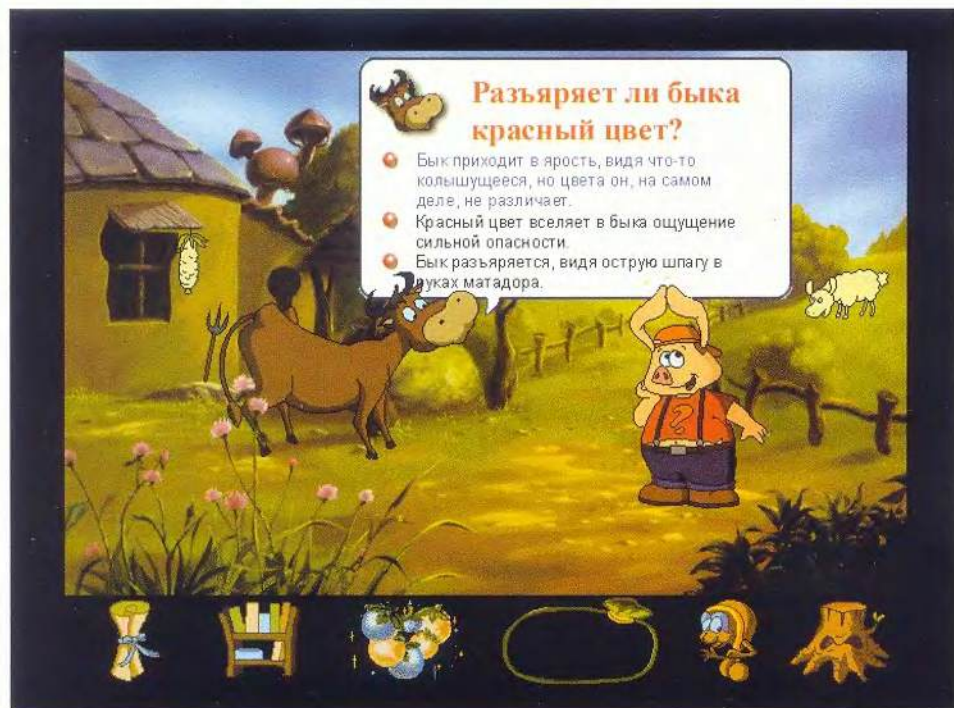 Разъяряет ли быка
красный цвет?
Бык приходит в ярость, видя что-то
колышущееся, но цвета он, на самом
деле, не различает.
Красный цвет вселяет в быка ощущение
сильной опасности.
Бык разъяряется, видя острую шпагу в
руках матадора.
?